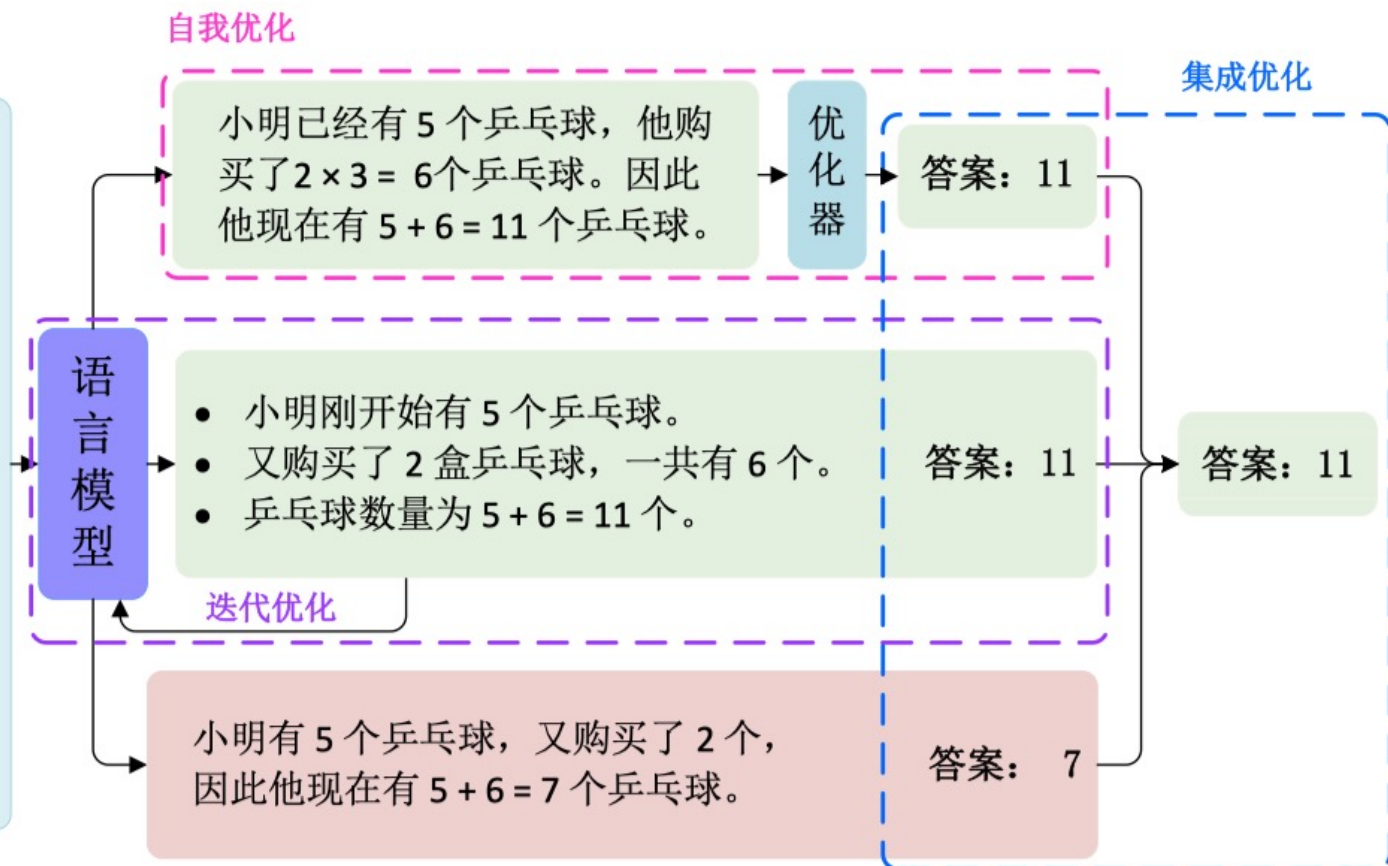 自我优化
集成优化
小明已经有 5 个乒乓球，他购
买了2 × 3 = 6个乒乓球。因此
他现在有 5 + 6 = 11 个乒乓球。
优
化
器
答案：11
语
言
模
型
• 小明刚开始有 5 个乒乓球。
• 又购买了 2 盒乒乓球，一共有 6 个。
• 乒乓球数量为 5 + 6 = 11 个。
答案：11
答案：11
迭代优化
小明有 5 个乒乓球，又购买了 2 个，
因此他现在有 5 + 6 = 7 个乒乓球。
答案： 7